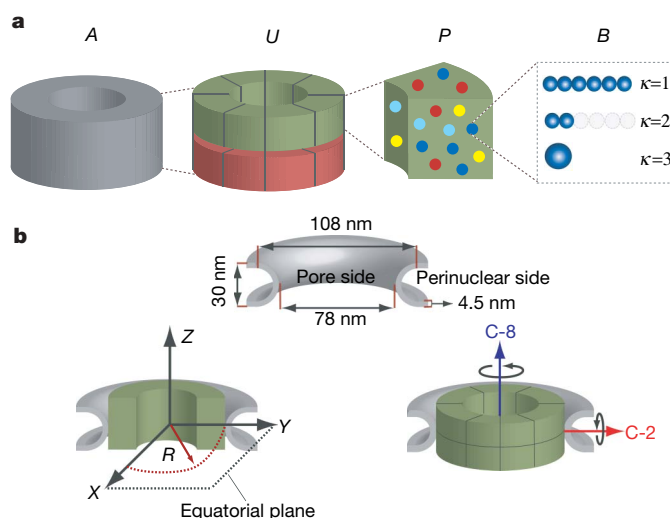 a
A U P B
κ=1
κ=2
κ=3
b
108 nm
30 nm
Pore side
Perinuclear side
4.5 nm
78 nm
Z
C-8
Y
R
C-2
X
Equatorial plane